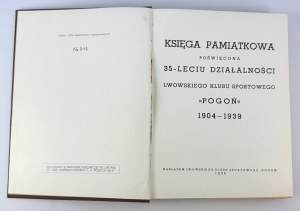 KSIĘGA PAMIĄTKOWA
POŚWIĘCONA
35-LECIU DZIAŁALNOŚCI
LWOWSKIEGO KLUBU SPORTOWEGO
»POGOŃ«
1904–1939
NAKŁADEM LWOWSKIEGO KLUBU SPORTOWEGO „POGOŃ”
1939